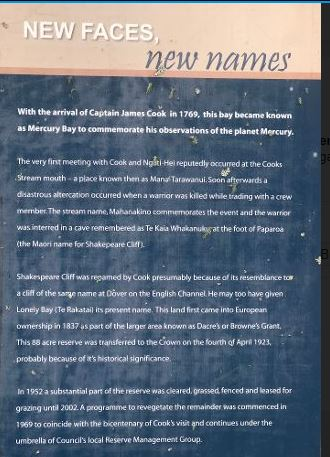 NEW FACES,
new names
With the arrival of Captain James Cook in 1769, this bay became known
as Mercury Bay to commemorate his observations of the planet Mercury.
The very first meeting with Cook and Ngāti-Hei reputedly occurred at the Cooks
Stream mouth – a place known then as Mana Tarawanui. Soon afterwards a
disastrous altercation occurred when a warrior was killed while trading with a crew
member. The stream name, Mahanakino commemorates the event and the warrior
was interred in a cave remembered as Te Kaia Whakanuku, at the foot of Paparoa
(the Maori name for Shakepeare Cliff).
Shakespeare Cliff was named by Cook presumably because of its resemblance to
a cliff of the same name at Dover on the English Channel. He may too have given
Lonely Bay (Te Rakatai) its present name. This land first came into European
ownership in 1837 as part of the larger area known as Dacre's or Browne's Grant.
This 88 acre reserve was transferred to the Crown on the fourth of April 1923,
probably because of it's historical significance.
In 1952 a substantial part of the reserve was cleared, grassed, fenced and leased for
grazing until 2002. A programme to revegetate the remainder was commenced in
1969 to coincide with the bicentenary of Cook's visit and continues under the
umbrella of Council's local Reserve Management Group.